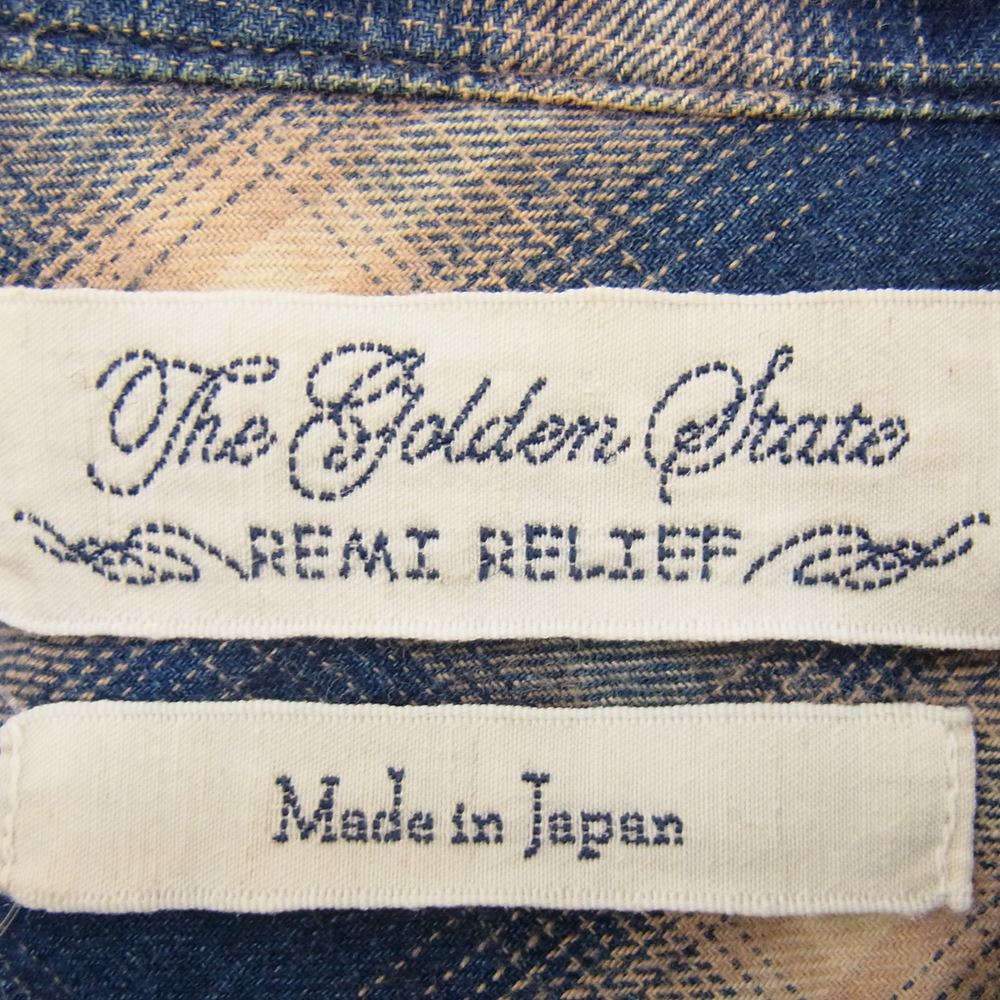 The Golden State
REMI RELIEF
Made in Japan